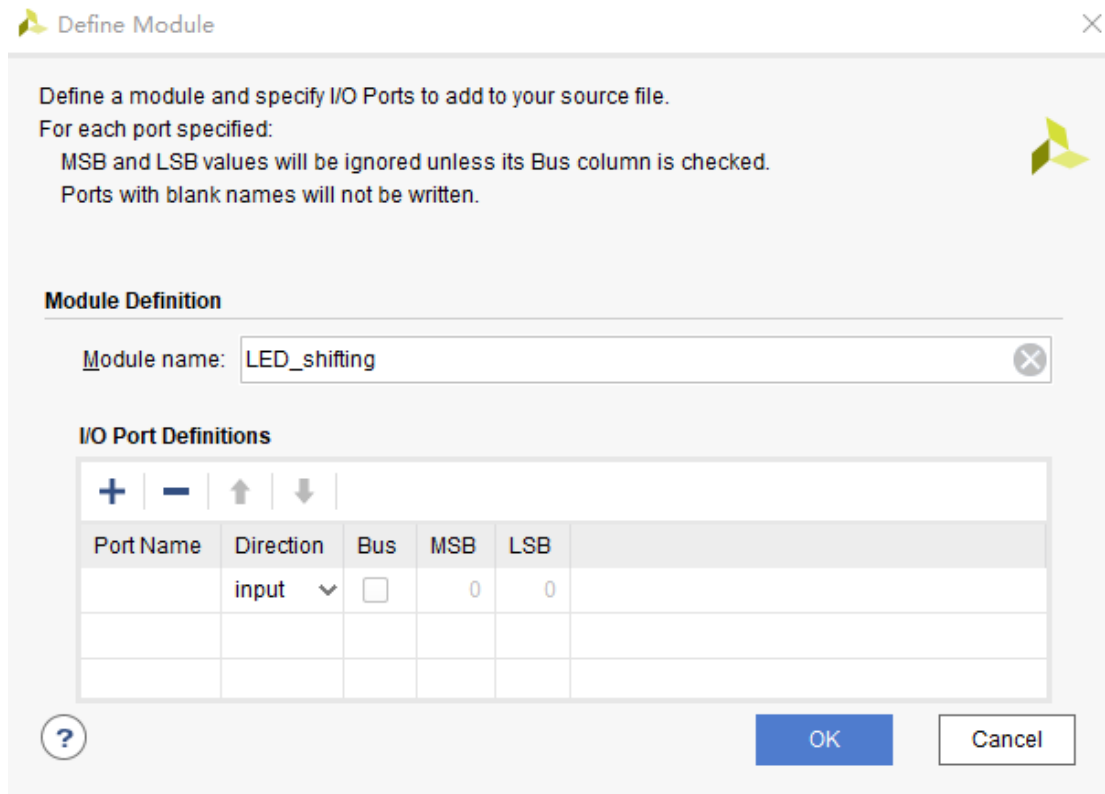 Define Module
Define a module and specify I/O Ports to add to your source file.
For each port specified:
MSB and LSB values will be ignored unless its Bus column is checked.
Ports with blank names will not be written.
Module Definition
Module name: LED_shifting
I/O Port Definitions
Port Name Direction Bus MSB LSB
input 0 0
? OK Cancel